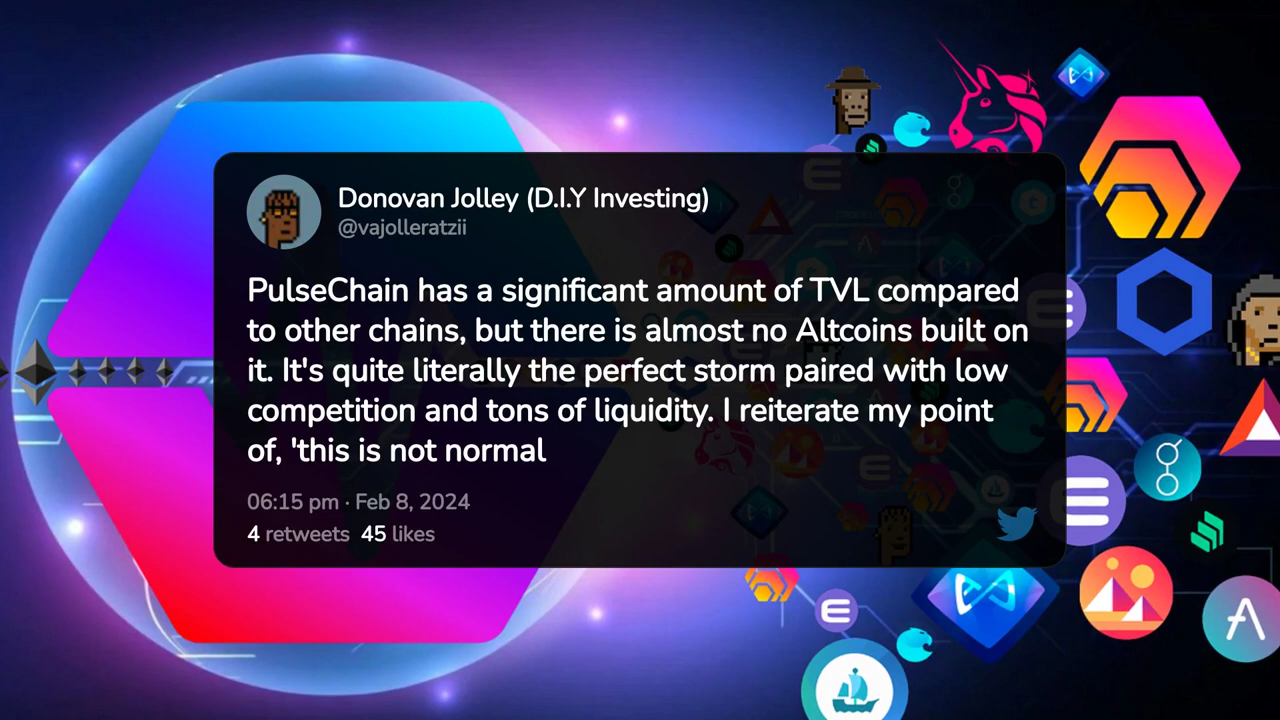 Donovan Jolley (D.I.Y Investing)
@vajolleratzii
PulseChain has a significant amount of TVL compared
to other chains, but there is almost no Altcoins built on
it. It's quite literally the perfect storm paired with low
competition and tons of liquidity. I reiterate my point
of, 'this is not normal
06:15 pm · Feb 8, 2024
4 retweets 45 likes